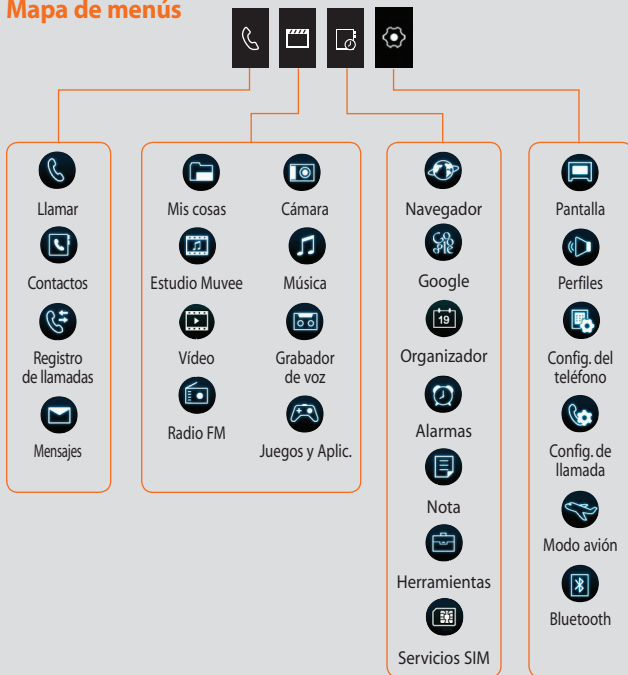 Mapa de menús
Llamar
Contactos
Registro
de llamadas
Mensajes
Mis cosas
Cámara
Estudio Muvee
Música
Vídeo
Grabador
de voz
Radio FM
Juegos y Aplic.
Navegador
Google
Google
19
Organizador
Alarmas
Nota
Herramientas
Servicios SIM
Pantalla
Perfiles
Config. del
teléfono
Config. de
llamada
Modo avión
Bluetooth